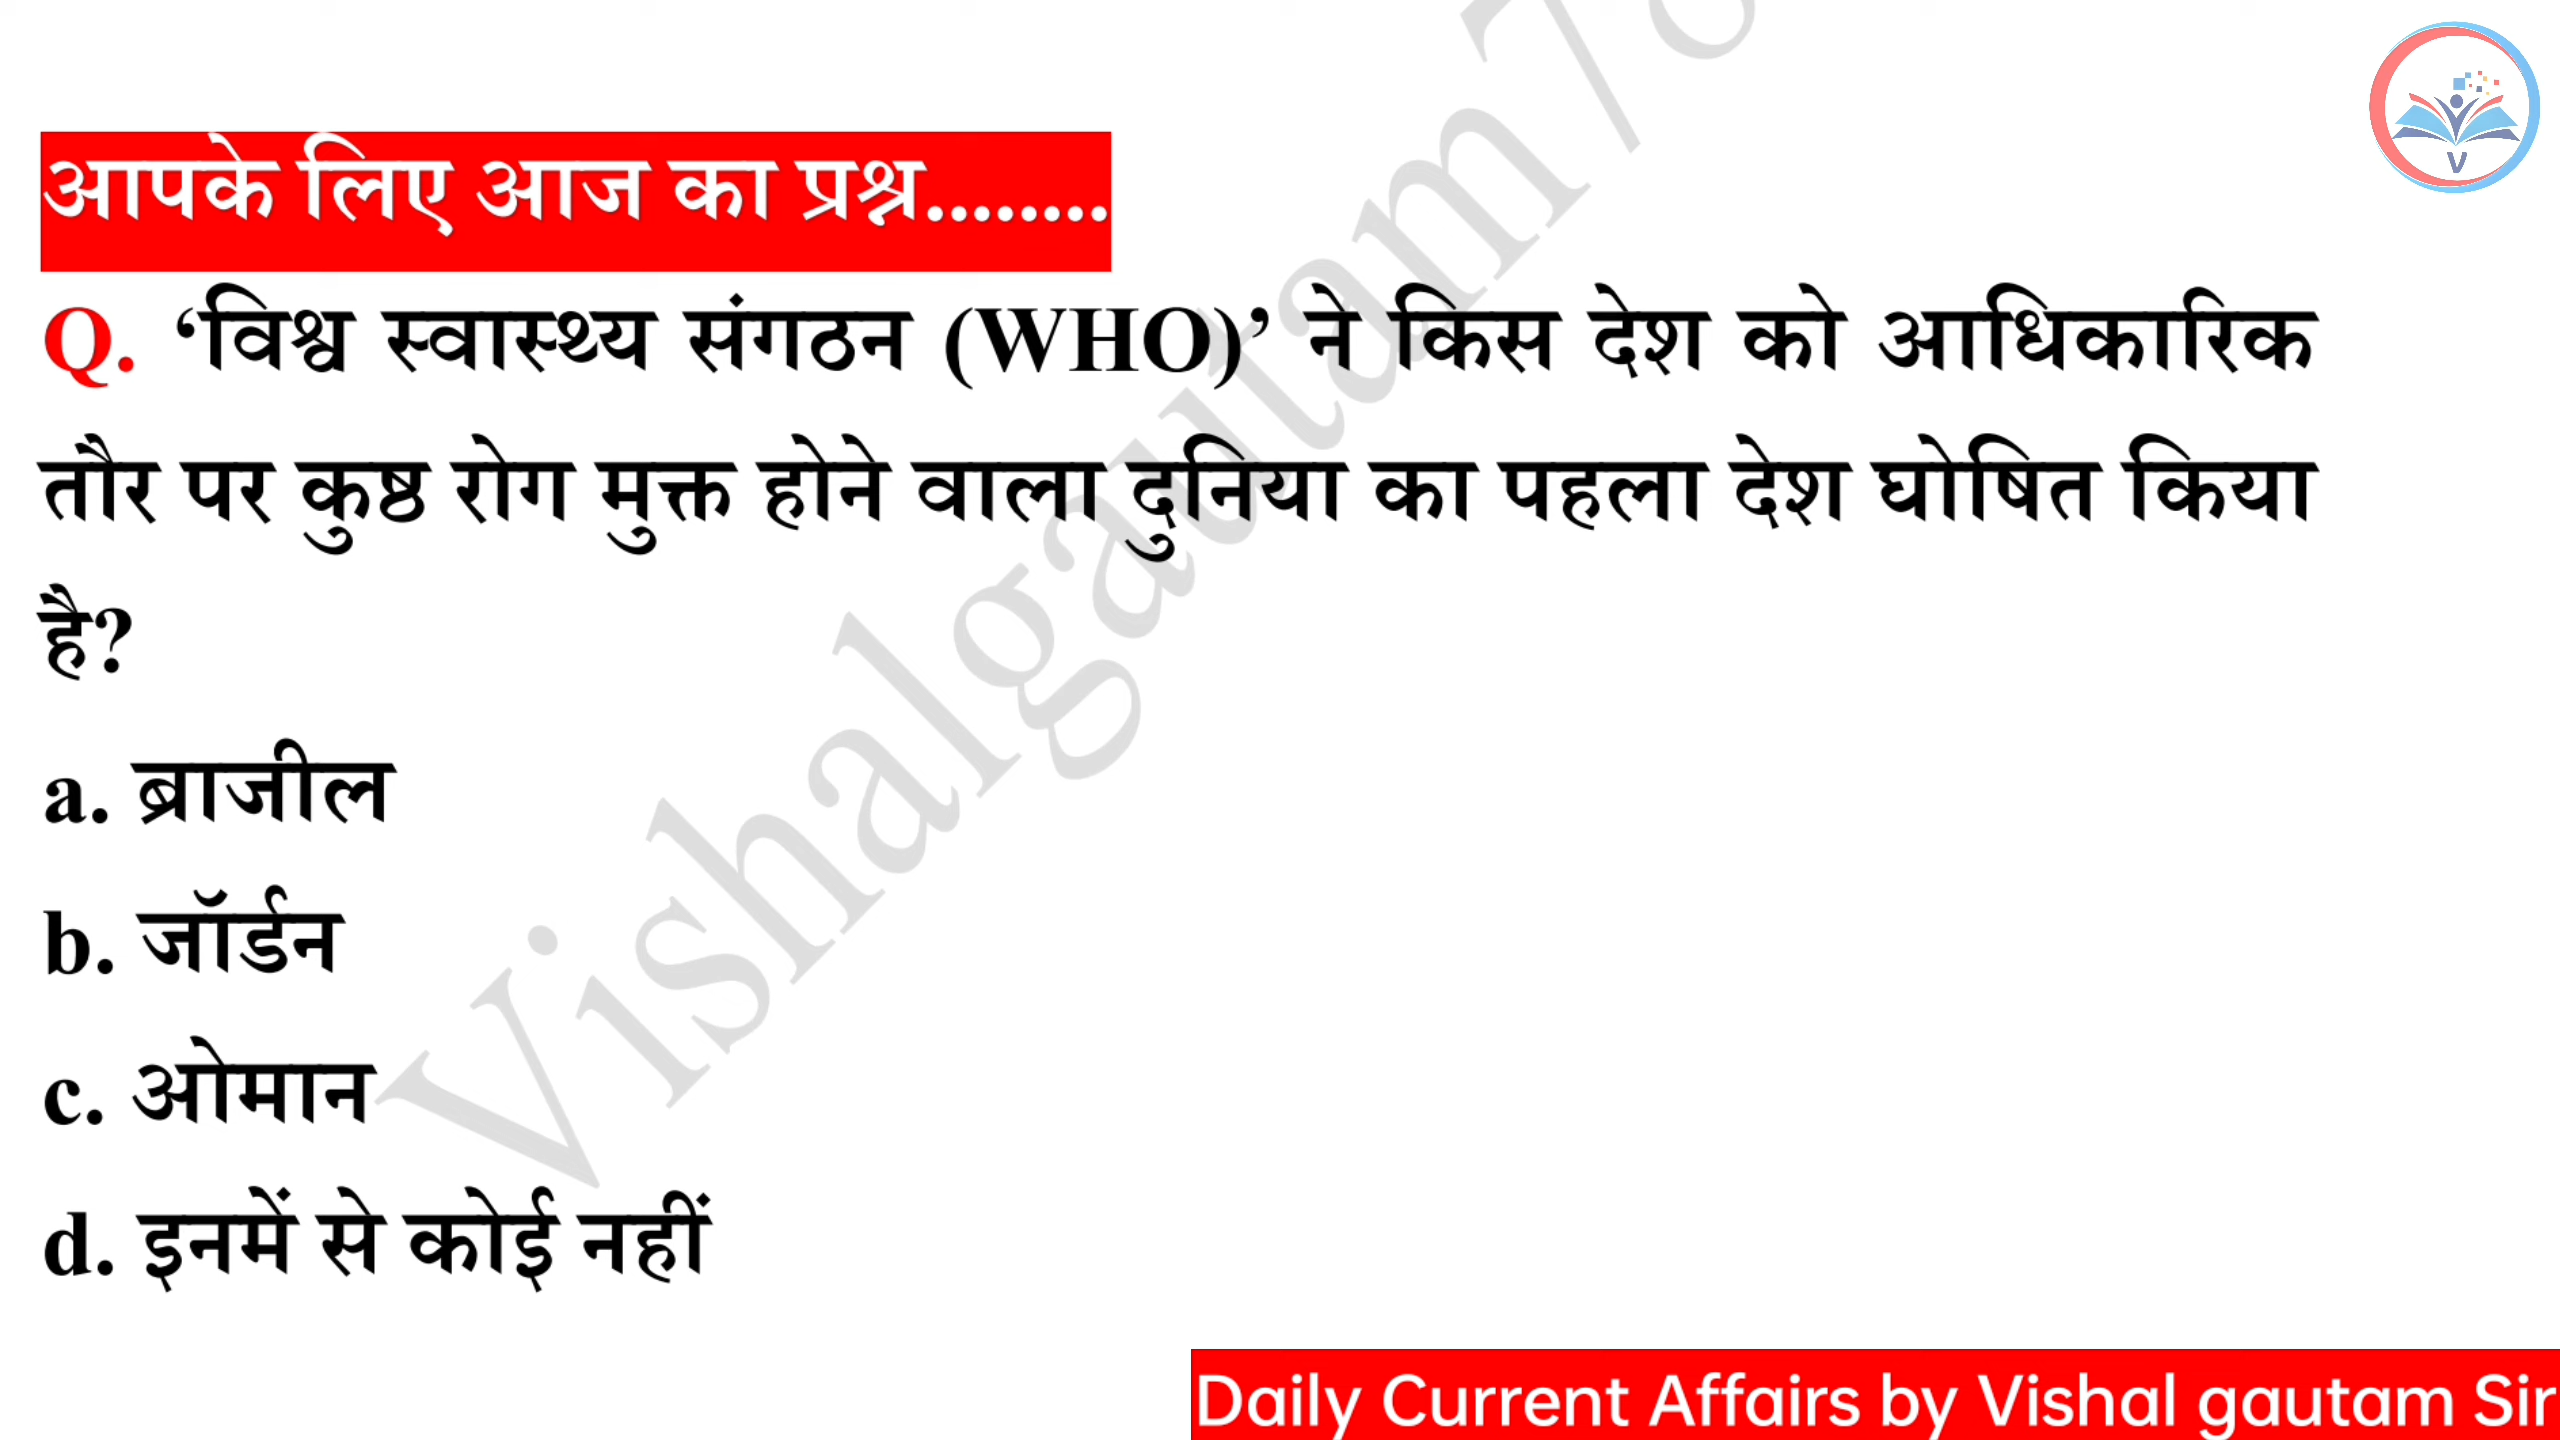 आपके लिए आज का प्रश्न........
Q. ‘विश्व स्वास्थ्य संगठन (WHO)’ ने किस देश को आधिकारिक
तौर पर कुष्ठ रोग मुक्त होने वाला दुनिया का पहला देश घोषित किया
है?
a. ब्राजील
b. जॉर्डन
c. ओमान
d. इनमें से कोई नहीं
Vishalgautam78
V
Daily Current Affairs by Vishal gautam Sir